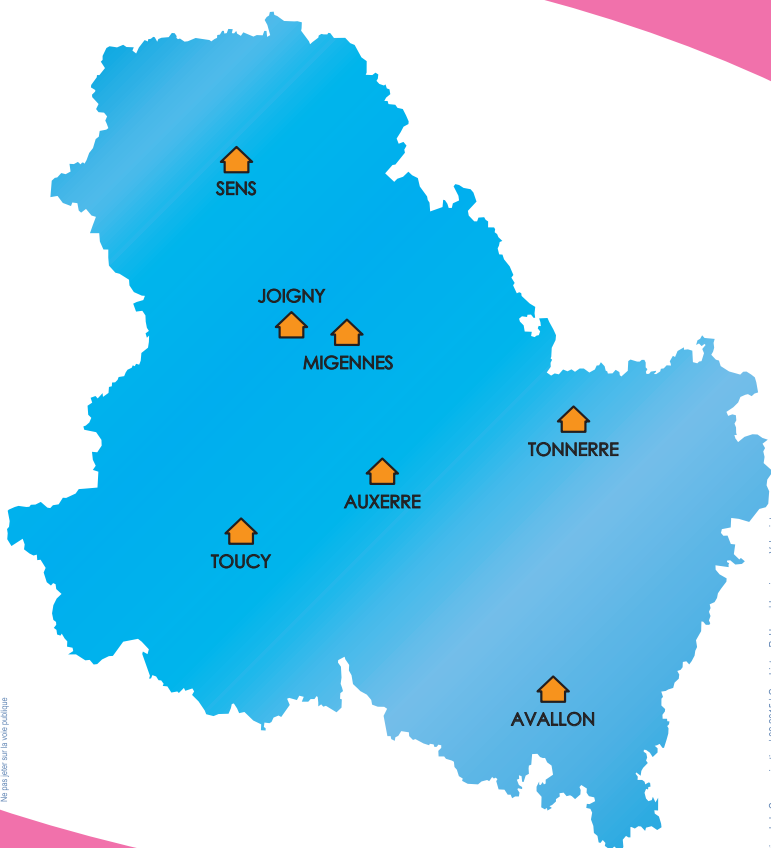 SENS
JOIGNY
MIGENNES
TONNERRE
AUXERRE
TOUCY
AVALLON
Ne pas jeter sur la voie publique